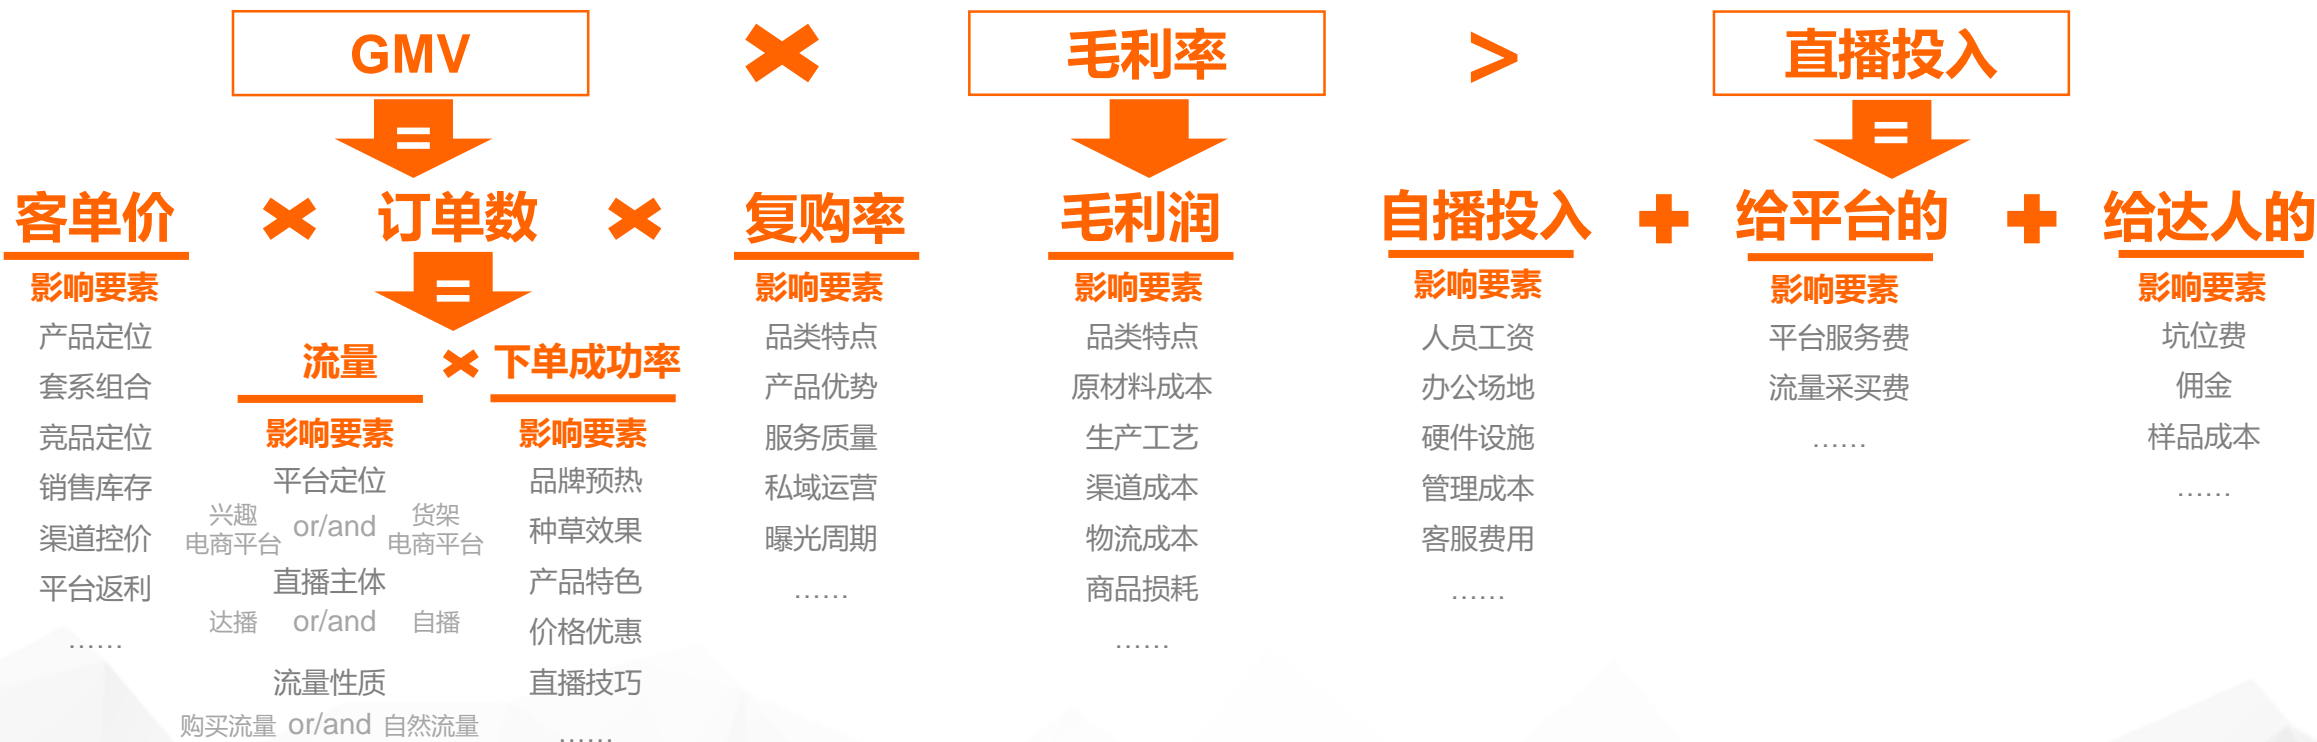 GMV × 毛利率 > 直播投入
= =
客单价 × 订单数 × 复购率 毛利润 自播投入 + 给平台的 + 给达人的
影响要素
产品定位
套系组合
竞品定位
销售库存
渠道控价
平台返利
……
=
流量 × 下单成功率
影响要素
平台定位
兴趣电商平台 or/and 货架电商平台
直播主体
达播 or/and 自播
流量性质
购买流量 or/and 自然流量
影响要素
品牌预热
种草效果
产品特色
价格优惠
直播技巧
……
影响要素
品类特点
产品优势
服务质量
私域运营
曝光周期
……
影响要素
品类特点
原材料成本
生产工艺
渠道成本
物流成本
商品损耗
……
影响要素
人员工资
办公场地
硬件设施
管理成本
客服费用
……
影响要素
平台服务费
流量采买费
……
影响要素
坑位费
佣金
样品成本
……